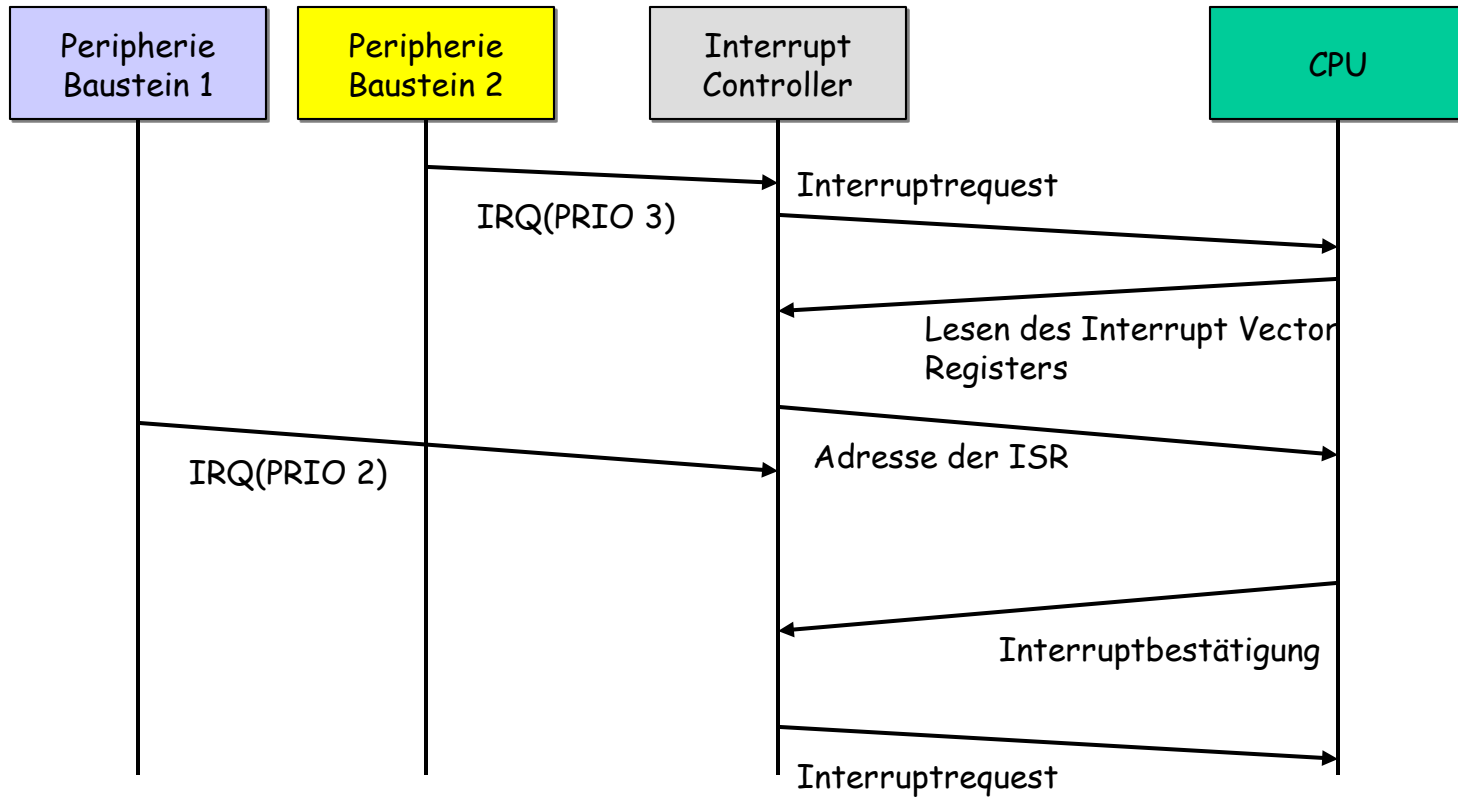 Peripherie
Baustein 1
Peripherie
Baustein 2
Interrupt
Controller
CPU
Interruptrequest
IRQ(PRIO 3)
Lesen des Interrupt Vector
Registers
Adresse der ISR
IRQ(PRIO 2)
Interruptbestätigung
Interruptrequest